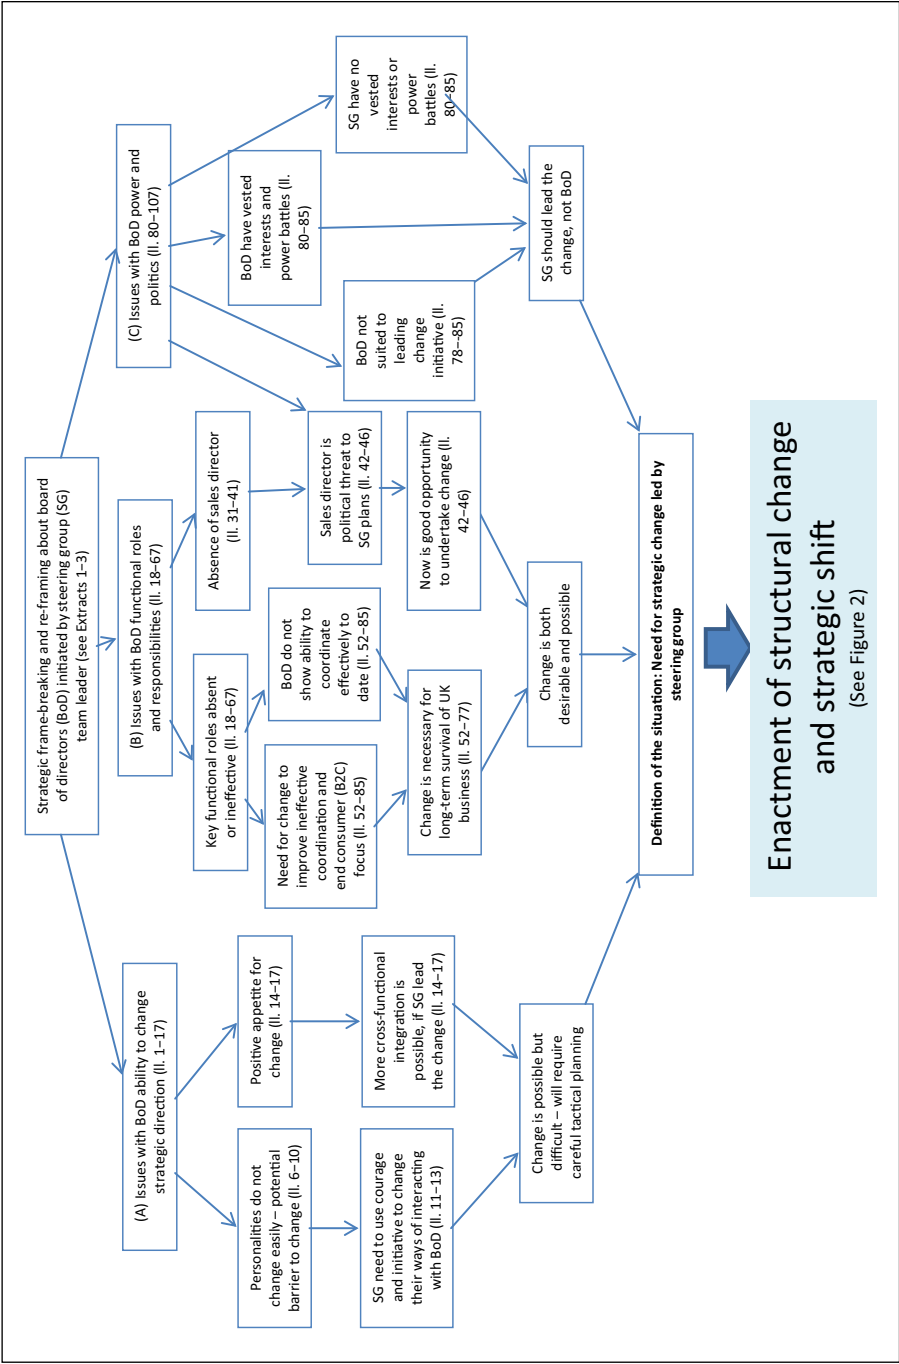 Strategic frame-breaking and re-framing about board
of directors (BoD) initiated by steering group (SG)
team leader (see Extracts 1–3)
(A) Issues with BoD ability to change
strategic direction (ll. 1–17)
(B) Issues with BoD functional roles
and responsibilities (ll. 18–67)
(C) Issues with BoD power and
politics (ll. 80–107)
Personalities do not
change easily – potential
barrier to change (ll. 6–10)
Positive appetite for
change (ll. 14–17)
Key functional roles absent
or ineffective (ll. 18–67)
Absence of sales director
(ll. 31–41)
BoD have vested
interests and
power battles (ll.
80–85)
SG have no
vested
interests or
power
battles (ll.
80–85)
Need for change to
improve ineffective
coordination and
end consumer (B2C)
focus (ll. 52–85)
BoD do not
show ability to
coordinate
effectively to
date (ll. 52–85)
Sales director is
political threat to
SG plans (ll. 42–46)
BoD not
suited to
leading
change
initiative (ll.
78–-85)
SG need to use courage
and initiative to change
their ways of interacting
with BoD (ll. 11–13)
More cross-functional
integration is
possible, if SG lead
the change (ll. 14–17)
Change is necessary for
long-term survival of UK
business (ll. 52–77)
Now is good opportunity
to undertake change (ll.
42–46)
Change is possible but
difficult – will require
careful tactical planning
Change is both
desirable and possible
SG should lead the
change, not BoD
Definition of the situation: Need for strategic change led by
steering group
Enactment of structural change
and strategic shift
(See Figure 2)